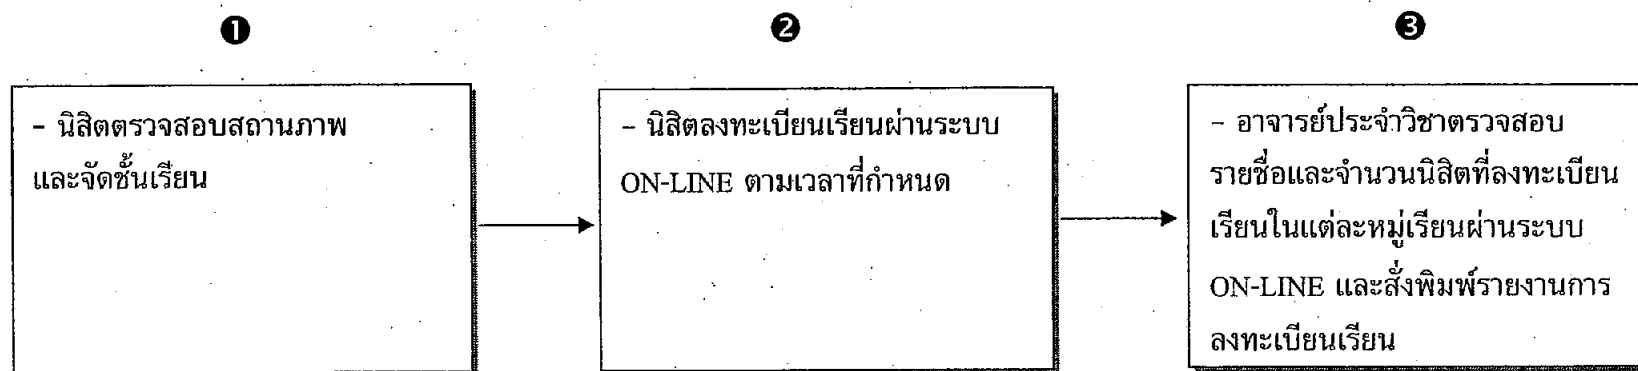 ❶
❷
❸
– นิสิตตรวจสอบสถานภาพ
และจัดชั้นเรียน
– นิสิตลงทะเบียนเรียนผ่านระบบ
ON-LINE ตามเวลาที่กำหนด
– อาจารย์ประจำวิชาตรวจสอบ
รายชื่อและจำนวนนิสิตที่ลงทะเบียน
เรียนในแต่ละหมู่เรียนผ่านระบบ
ON-LINE และสั่งพิมพ์รายงานการ
ลงทะเบียนเรียน